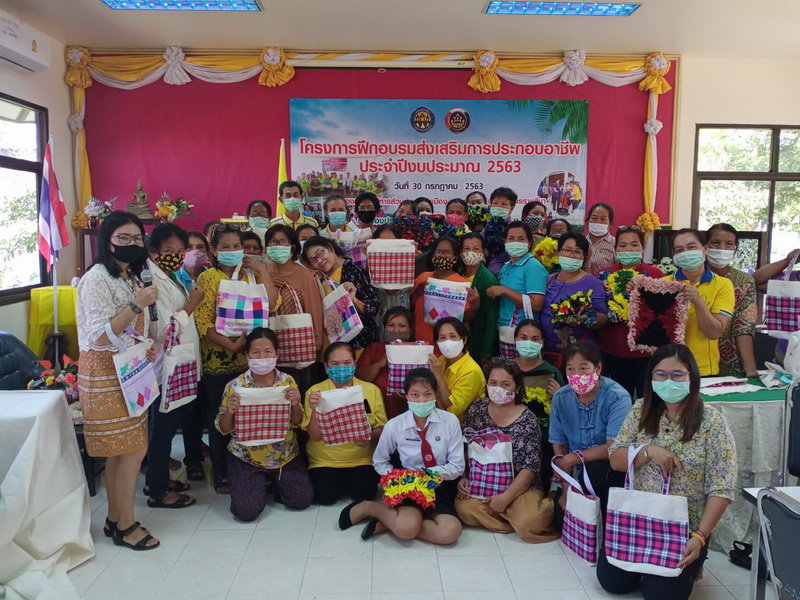 โครงการฝึกอบรมส่งเสริมการประกอบอาชีพ
ประจำปีงบประมาณ 2563
วันที่ 30 กรกฎาคม 2563